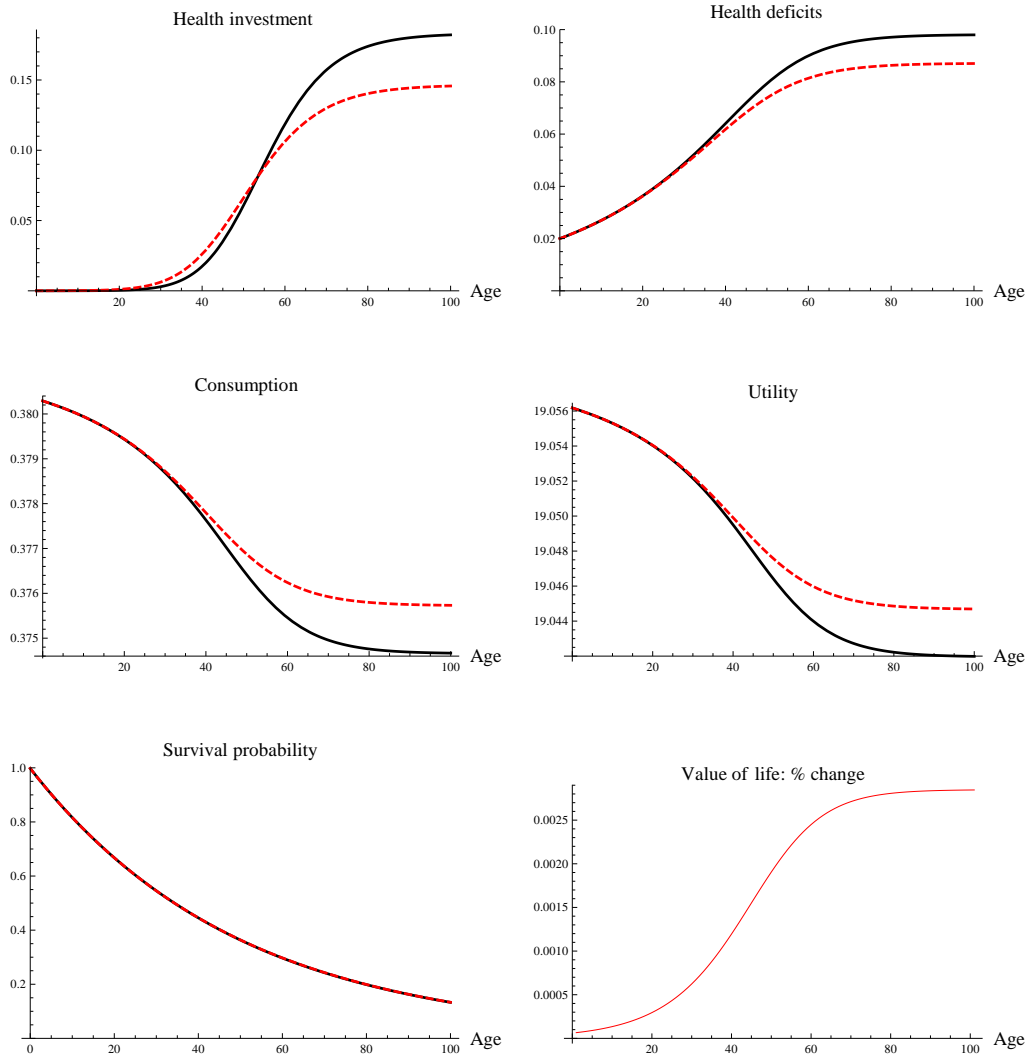 Health investment
0.15
0.10
0.05
20 40 60 80 100 Age
Health deficits
0.10
0.08
0.06
0.04
0.02
20 40 60 80 100 Age
Consumption
0.380
0.379
0.378
0.377
0.376
0.375
20 40 60 80 100 Age
Utility
19.056
19.054
19.052
19.050
19.048
19.046
19.044
20 40 60 80 100 Age
Survival probability
1.0
0.8
0.6
0.4
0.2
0 20 40 60 80 100 Age
Value of life: % change
0.0025
0.0020
0.0015
0.0010
0.0005
20 40 60 80 100 Age